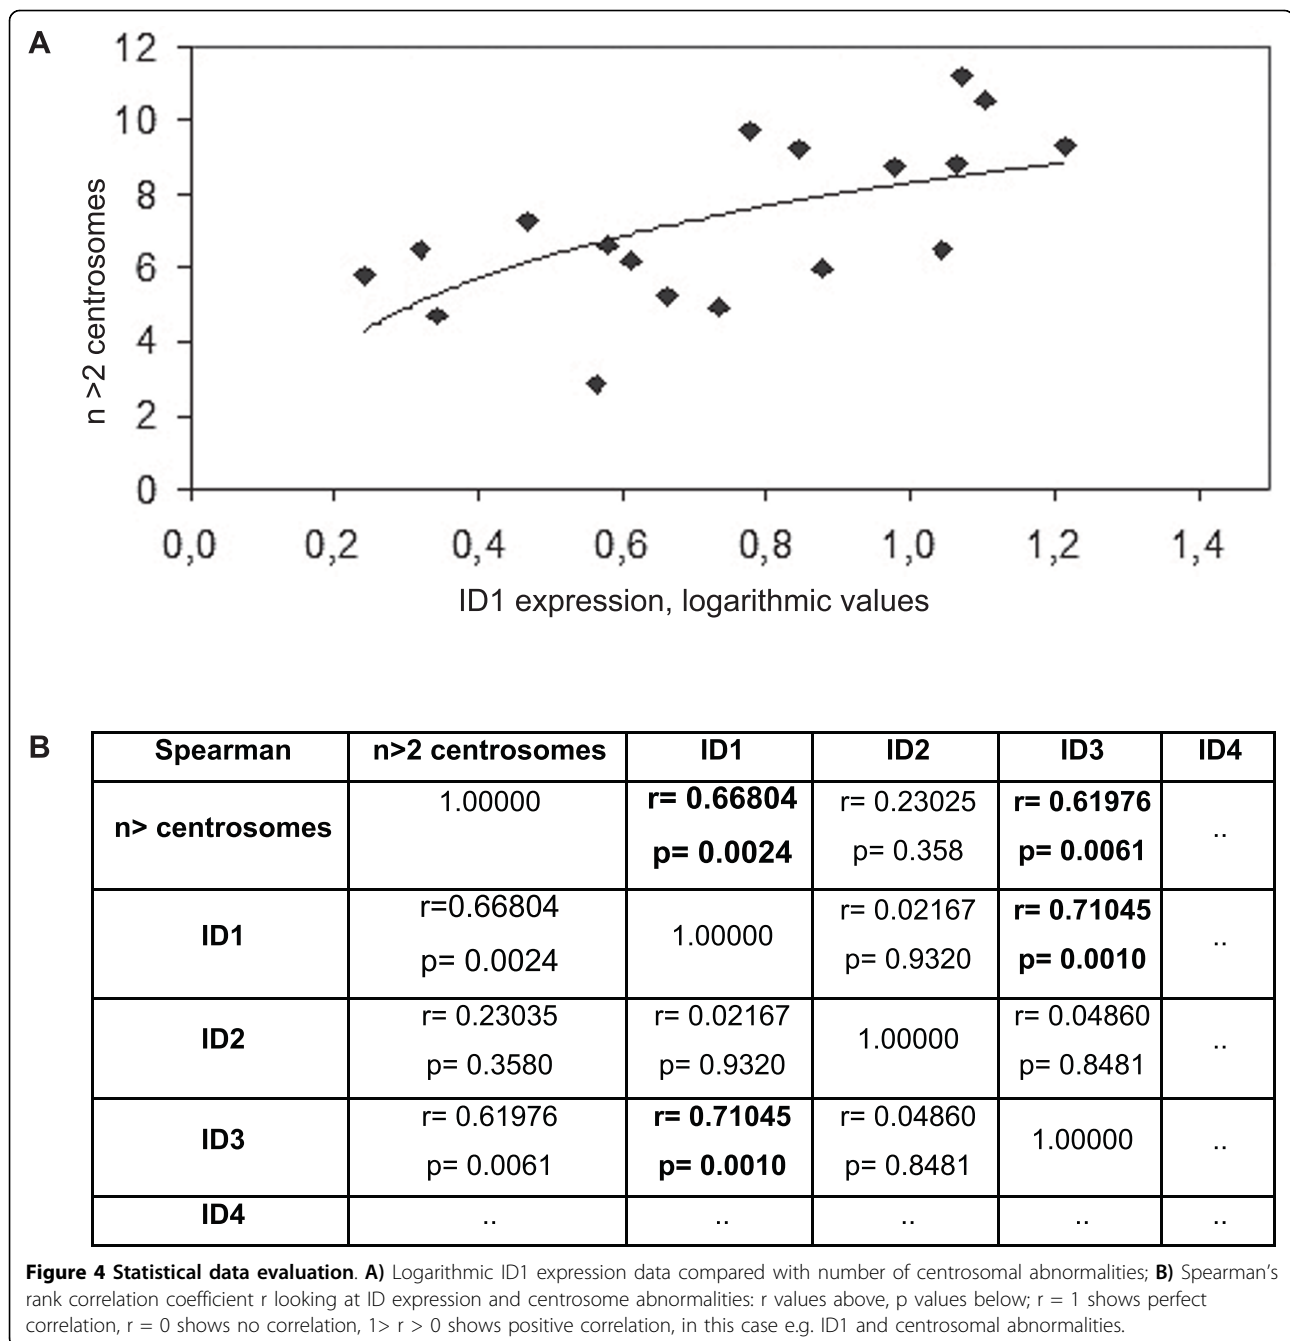 A
12
10
8
6
4
2
0
n >2 centrosomes
0,0 0,2 0,4 0,6 0,8 1,0 1,2 1,4
ID1 expression, logarithmic values
B
Spearman n>2 centrosomes ID1 ID2 ID3 ID4
n> centrosomes 1.00000 r= 0.66804 r= 0.23025 r= 0.61976 ..
p= 0.0024 p= 0.358 p= 0.0061
ID1 r=0.66804 1.00000 r= 0.02167 r= 0.71045 ..
p= 0.0024 p= 0.9320 p= 0.0010
ID2 r= 0.23035 r= 0.02167 1.00000 r= 0.04860 ..
p= 0.3580 p= 0.9320 p= 0.8481
ID3 r= 0.61976 r= 0.71045 r= 0.04860 1.00000 ..
p= 0.0061 p= 0.0010 p= 0.8481
ID4 .. .. .. .. ..
Figure 4 Statistical data evaluation. A) Logarithmic ID1 expression data compared with number of centrosomal abnormalities; B) Spearman's
rank correlation coefficient r looking at ID expression and centrosome abnormalities: r values above, p values below; r = 1 shows perfect
correlation, r = 0 shows no correlation, 1> r > 0 shows positive correlation, in this case e.g. ID1 and centrosomal abnormalities.